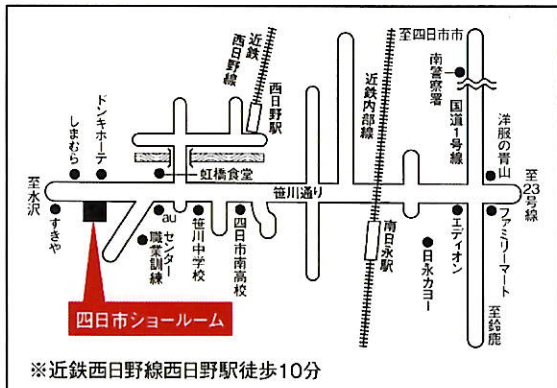 至四日市市
近鉄
西日野線
西日野駅
近鉄内部線
南警察署
国道1号線
洋服の青山
至23号線
しまむら
ドンキホーテ
虹橋食堂
笹川通り
至水沢
すきや
au
職業訓練
センター
笹川中学校
四日市南高校
南日永駅
日永カヨー
エディオン
ファミリーマート
至鈴鹿
四日市ショールーム
※近鉄西日野線西日野駅徒歩10分